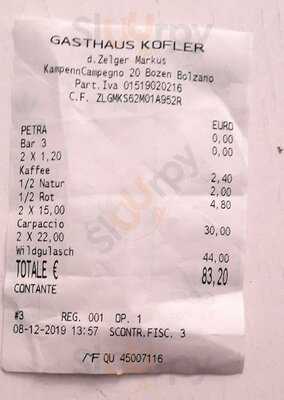 GASTHAUS KOFLER
d.Zelger Markus
KampennCampegno 20 Bozen Bolzano
Part.Iva 01519020216
C.F. ZLGMKS62M01A952R
EURO
PETRA 0,00
Bar 3 0,00
2 X 1,20
Kaffee 2,40
1/2 Natur 2,00
1/2 Rot 4,80
2 X 15,00
Carpaccio 30,00
2 X 22,00
Wildgulasch 44,00
TOTALE € 83,20
CONTANTE
#3 REG. 001 OP. 1
08-12-2019 13:57 SCONTR.FISC. 3
MF QU 45007116
Sluurpy